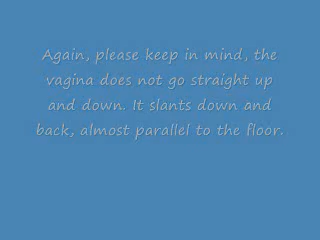 Again, please keep in mind, the
vagina does not go straight up
and down. It slants down and
back, almost parallel to the floor.